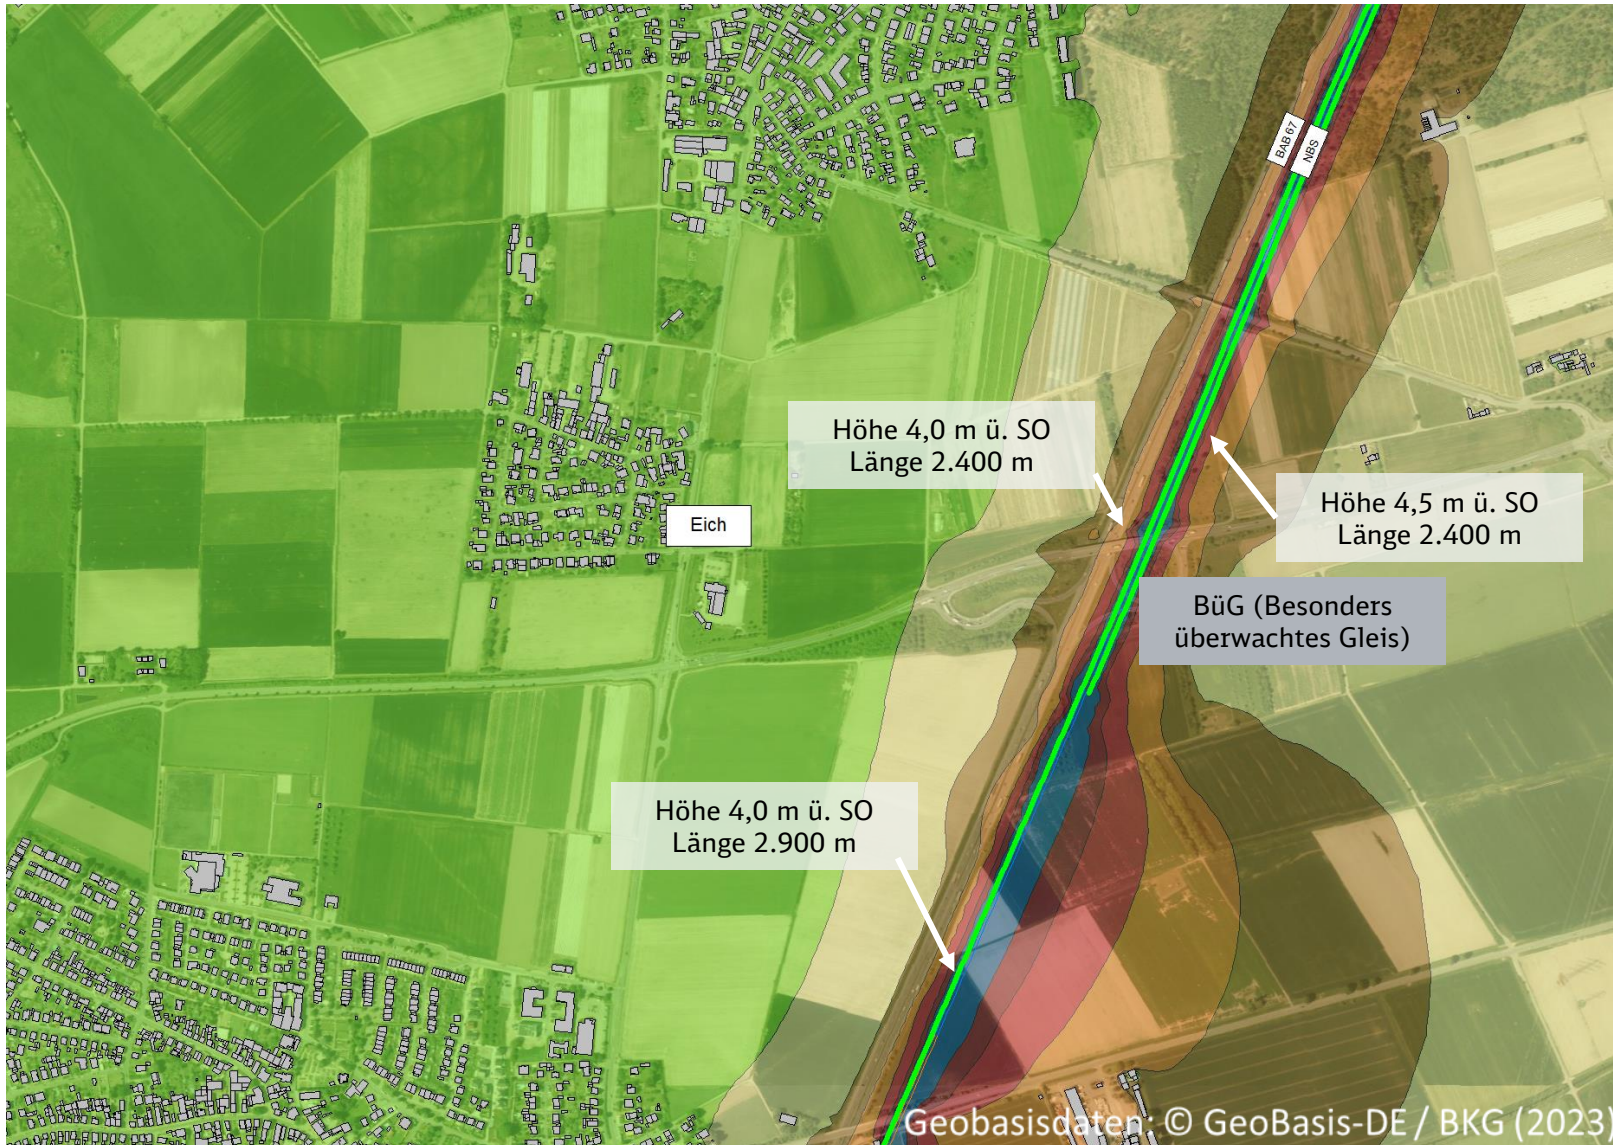 BAB 67
NBS
Höhe 4,0 m ü. SO
Länge 2.400 m
Höhe 4,5 m ü. SO
Länge 2.400 m
Eich
BüG (Besonders
überwachtes Gleis)
Höhe 4,0 m ü. SO
Länge 2.900 m
Geobasisdaten: © GeoBasis-DE / BKG (2023)